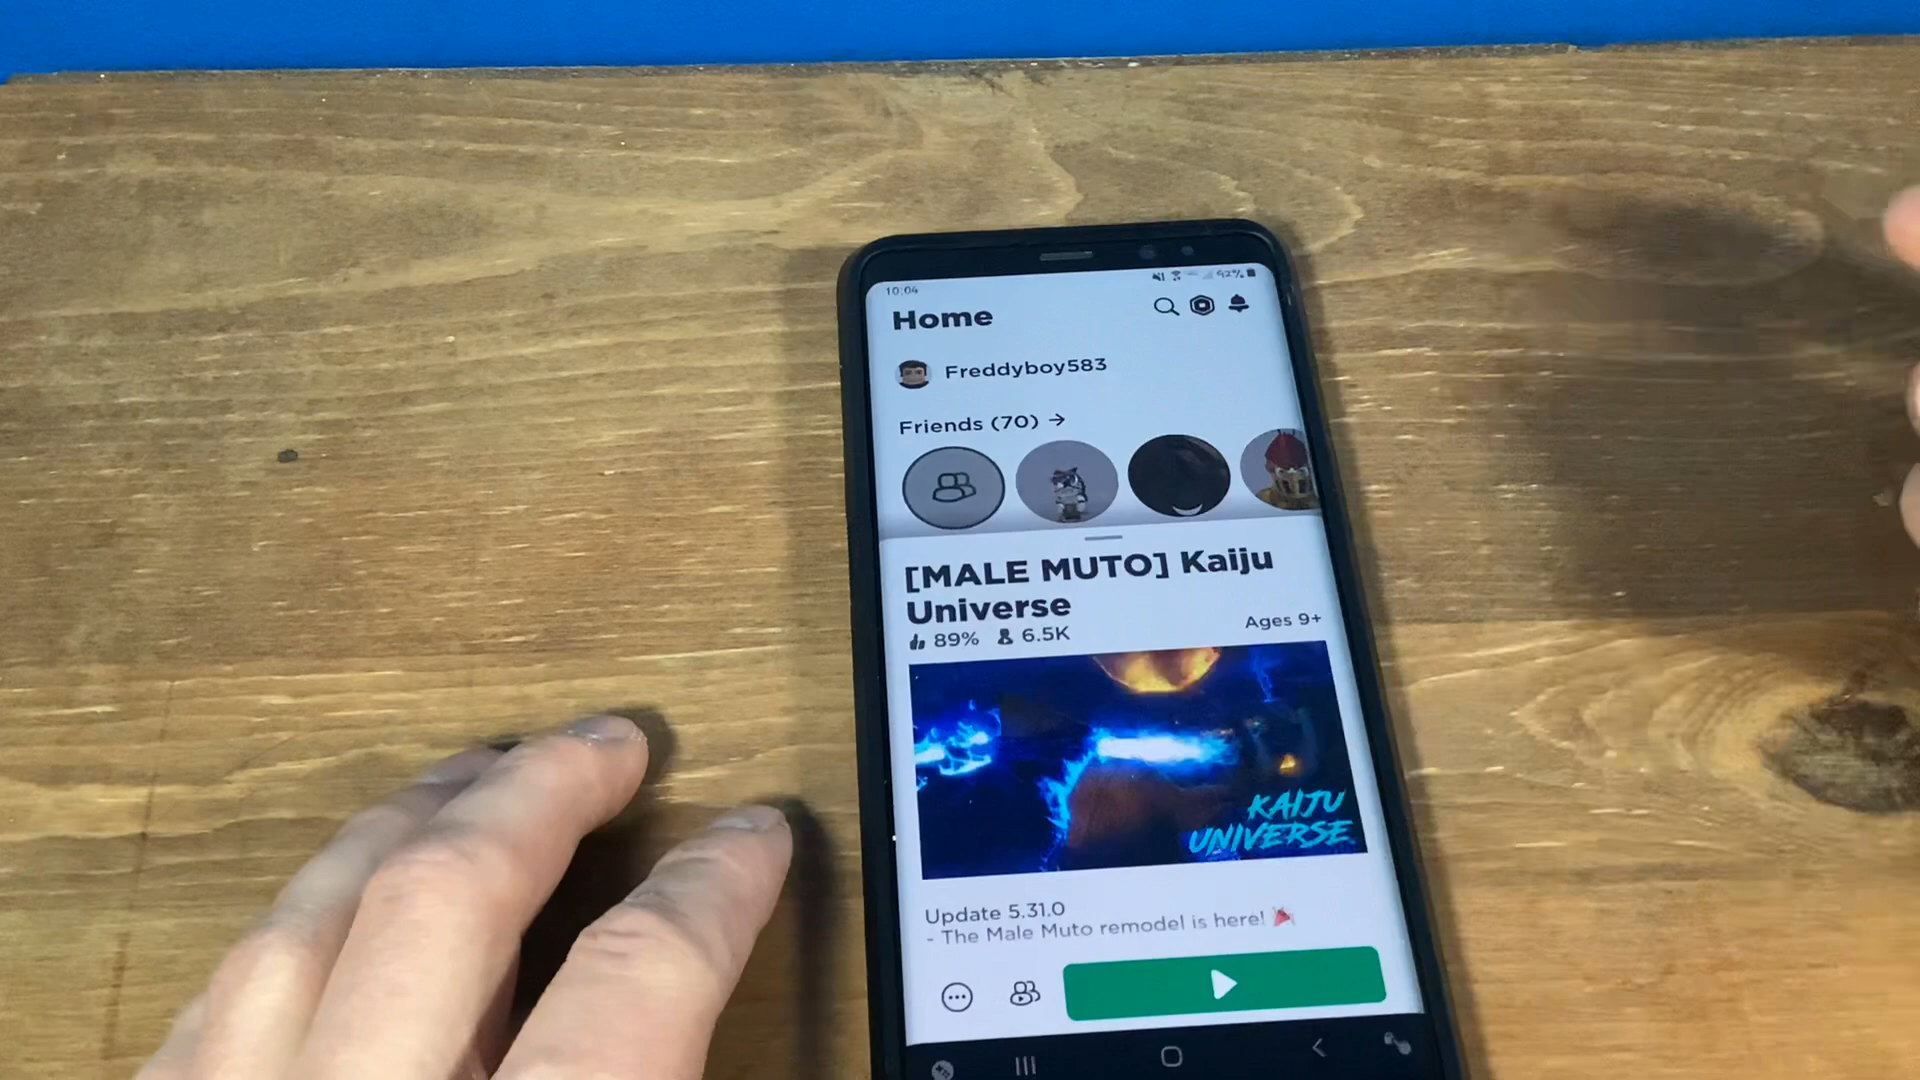 10:04
92%
Home
Freddyboy583
Friends (70) →
[MALE MUTO] Kaiju
Universe
89% 6.5K
Ages 9+
KAIJU
UNIVERSE
Update 5.31.0
- The Male Muto remodel is here! 🎉